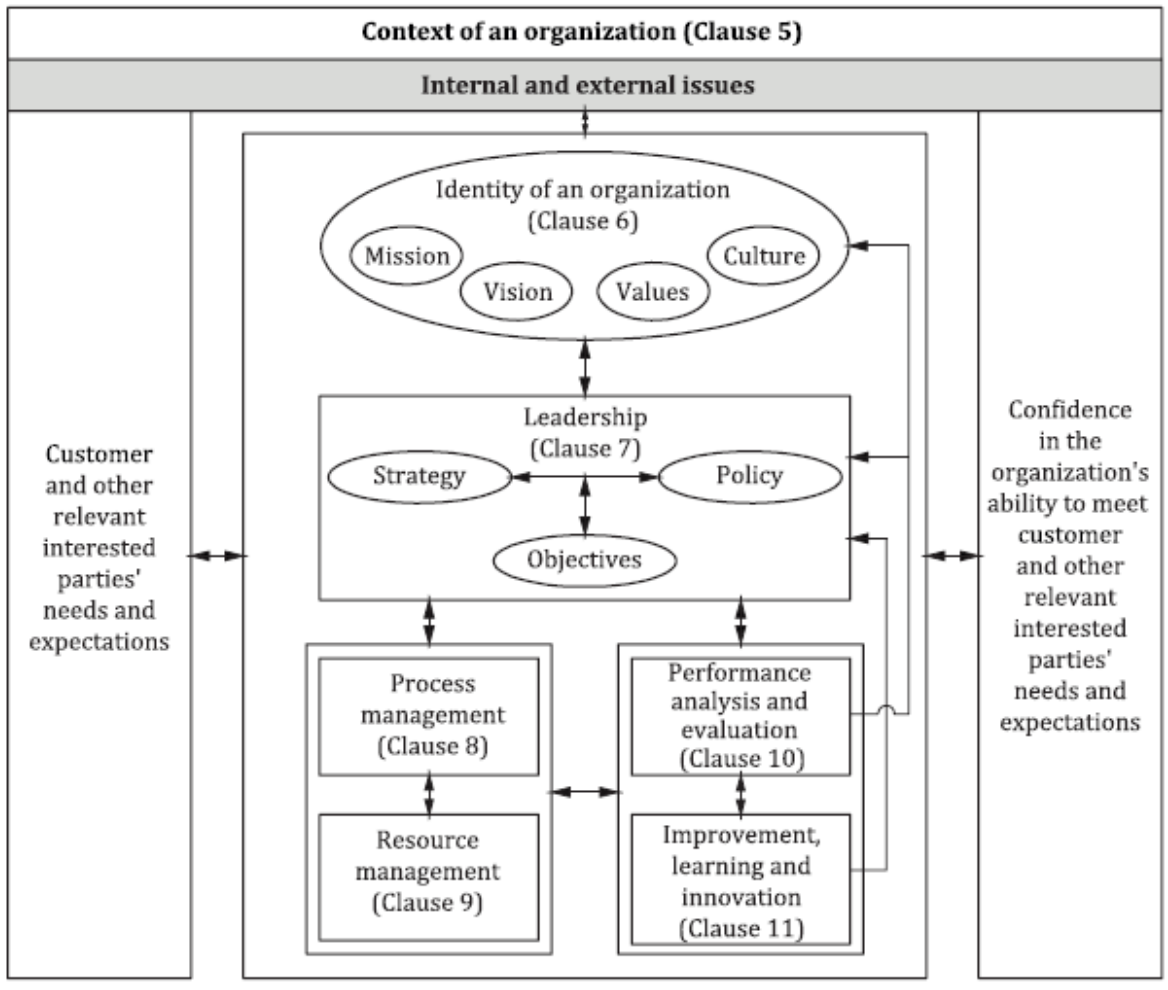 Context of an organization (Clause 5)
Internal and external issues
Customer
and other
relevant
interested
parties'
needs and
expectations
Identity of an organization
(Clause 6)
Mission
Vision
Values
Culture
Leadership
(Clause 7)
Strategy
Policy
Objectives
Process
management
(Clause 8)
Resource
management
(Clause 9)
Performance
analysis and
evaluation
(Clause 10)
Improvement,
learning and
innovation
(Clause 11)
Confidence
in the
organization's
ability to meet
customer
and other
relevant
interested
parties'
needs and
expectations